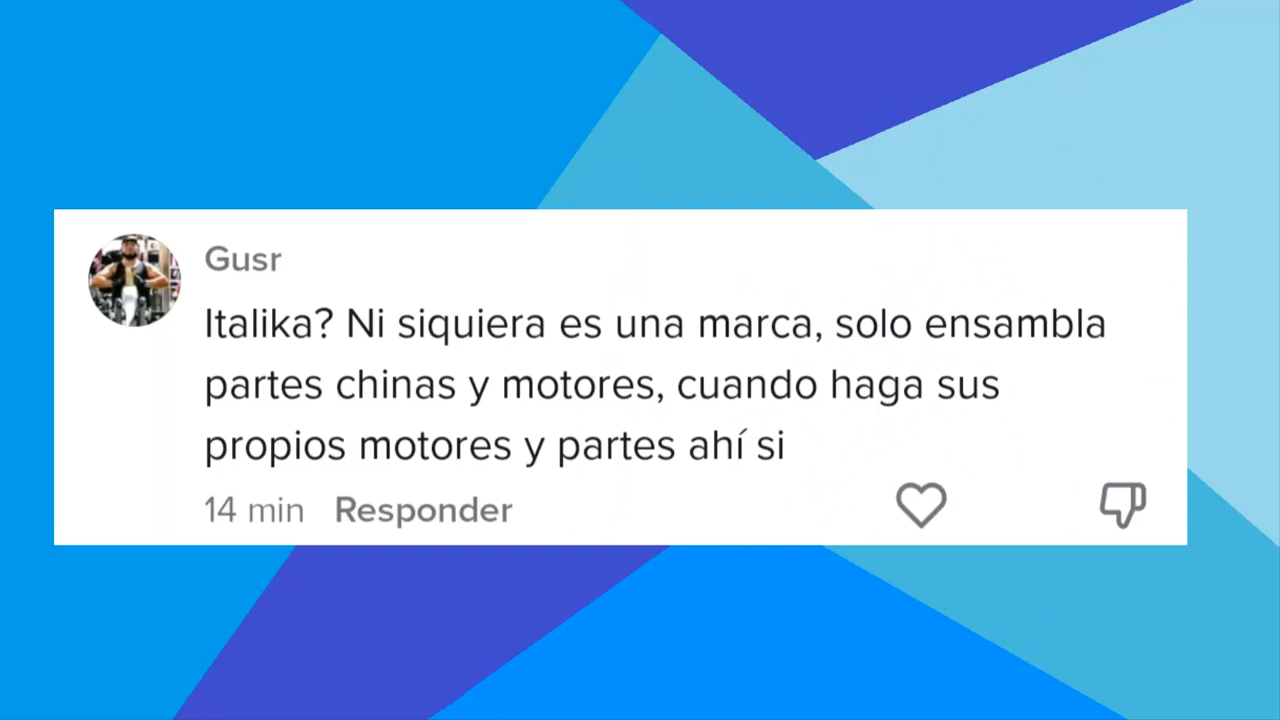 Gusr
Italika? Ni siquiera es una marca, solo ensambla
partes chinas y motores, cuando haga sus
propios motores y partes ahí si
14 min Responder